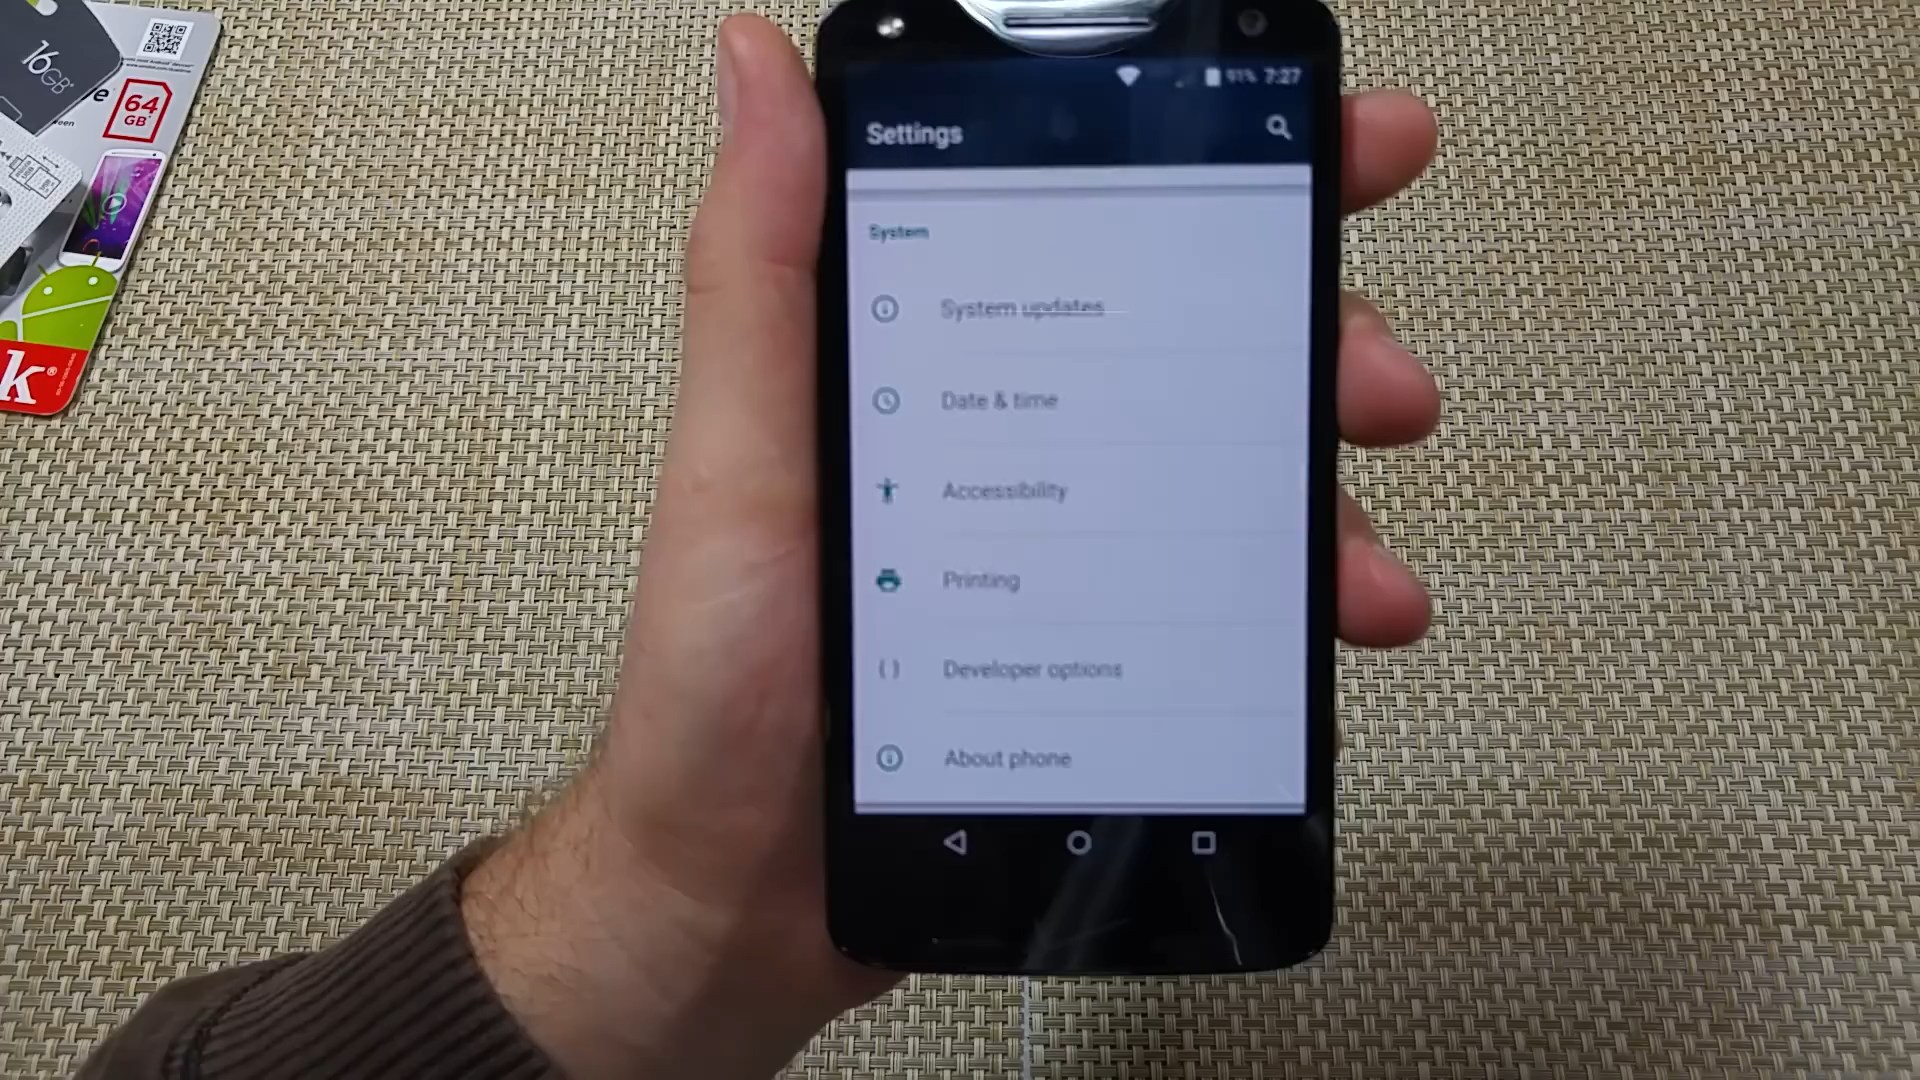 16GB
64
GB
k®
91% 7:27
Settings
System
System updates
Date & time
Accessibility
Printing
Developer options
About phone